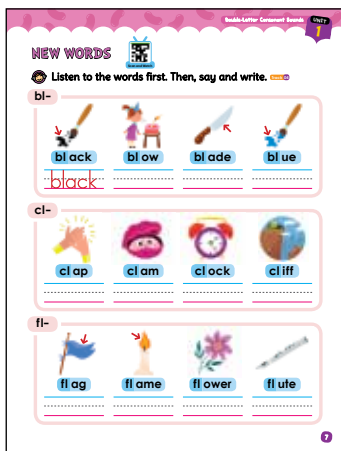 Double-Letter Consonant Sounds
UNIT
1
NEW WORDS
Listen to the words first. Then, say and write.
bl-
bl ack bl ow bl ade bl ue
black
cl-
cl ap cl am cl ock cl iff
fl-
fl ag fl ame fl ower fl ute
7